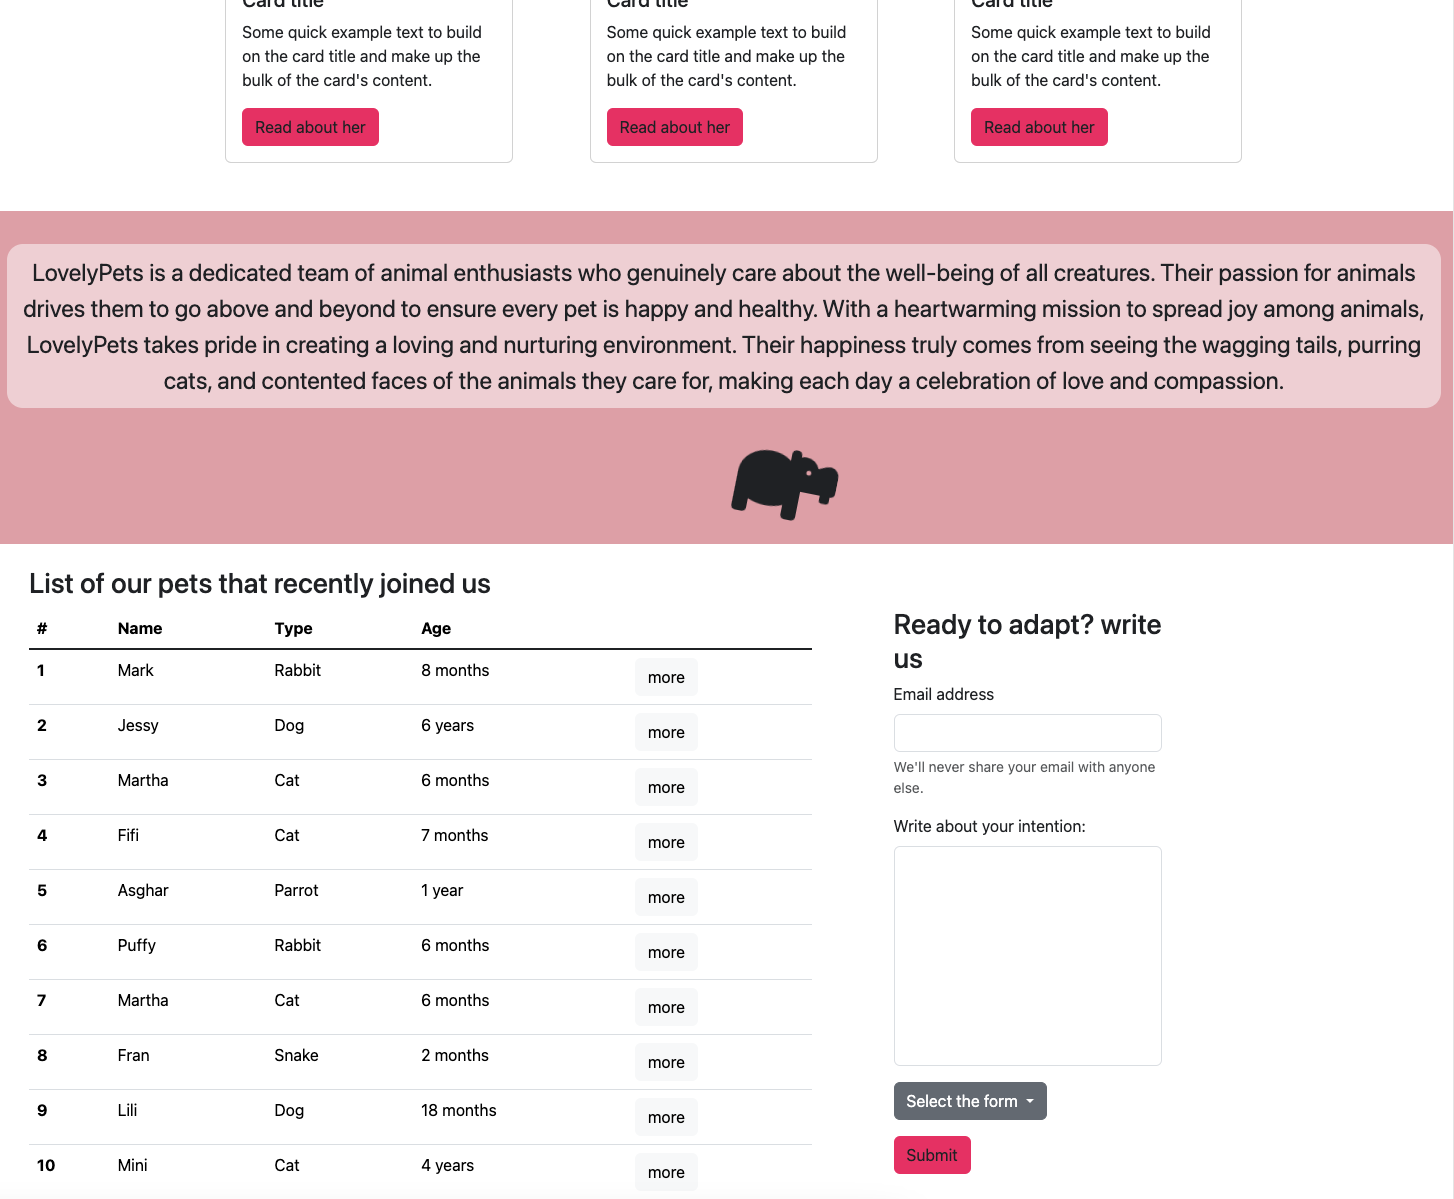 Card title
Some quick example text to build
on the card title and make up the
bulk of the card's content.
Read about her
Card title
Some quick example text to build
on the card title and make up the
bulk of the card's content.
Read about her
Card title
Some quick example text to build
on the card title and make up the
bulk of the card's content.
Read about her
LovelyPets is a dedicated team of animal enthusiasts who genuinely care about the well-being of all creatures. Their passion for animals
drives them to go above and beyond to ensure every pet is happy and healthy. With a heartwarming mission to spread joy among animals,
LovelyPets takes pride in creating a loving and nurturing environment. Their happiness truly comes from seeing the wagging tails, purring
cats, and contented faces of the animals they care for, making each day a celebration of love and compassion.
List of our pets that recently joined us
# Name Type Age
1 Mark Rabbit 8 months more
2 Jessy Dog 6 years more
3 Martha Cat 6 months more
4 Fifi Cat 7 months more
5 Asghar Parrot 1 year more
6 Puffy Rabbit 6 months more
7 Martha Cat 6 months more
8 Fran Snake 2 months more
9 Lili Dog 18 months more
10 Mini Cat 4 years more
Ready to adapt? write
us
Email address
We'll never share your email with anyone
else.
Write about your intention:
Select the form
Submit